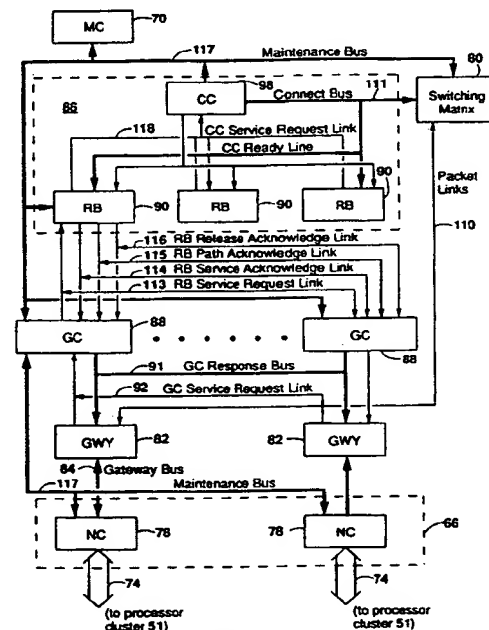 MC
70
117
Maintenance Bus
80
98
86
CC
Connect Bus
111
Switching Matrix
118
CC Service Request Link
CC Ready Line
Packet Links
90
RB
90
RB
90
RB
110
116 RB Release Acknowledge Link
115 RB Path Acknowledge Link
114 RB Service Acknowledge Link
113 RB Service Request Link
GC
88
GC
88
91
GC Response Bus
92
GC Service Request Link
GWY
82
82
GWY
84
Gateway Bus
117
Maintenance Bus
66
NC
78
78
NC
74
74
(to processor
cluster 51)
(to processor
cluster 51)